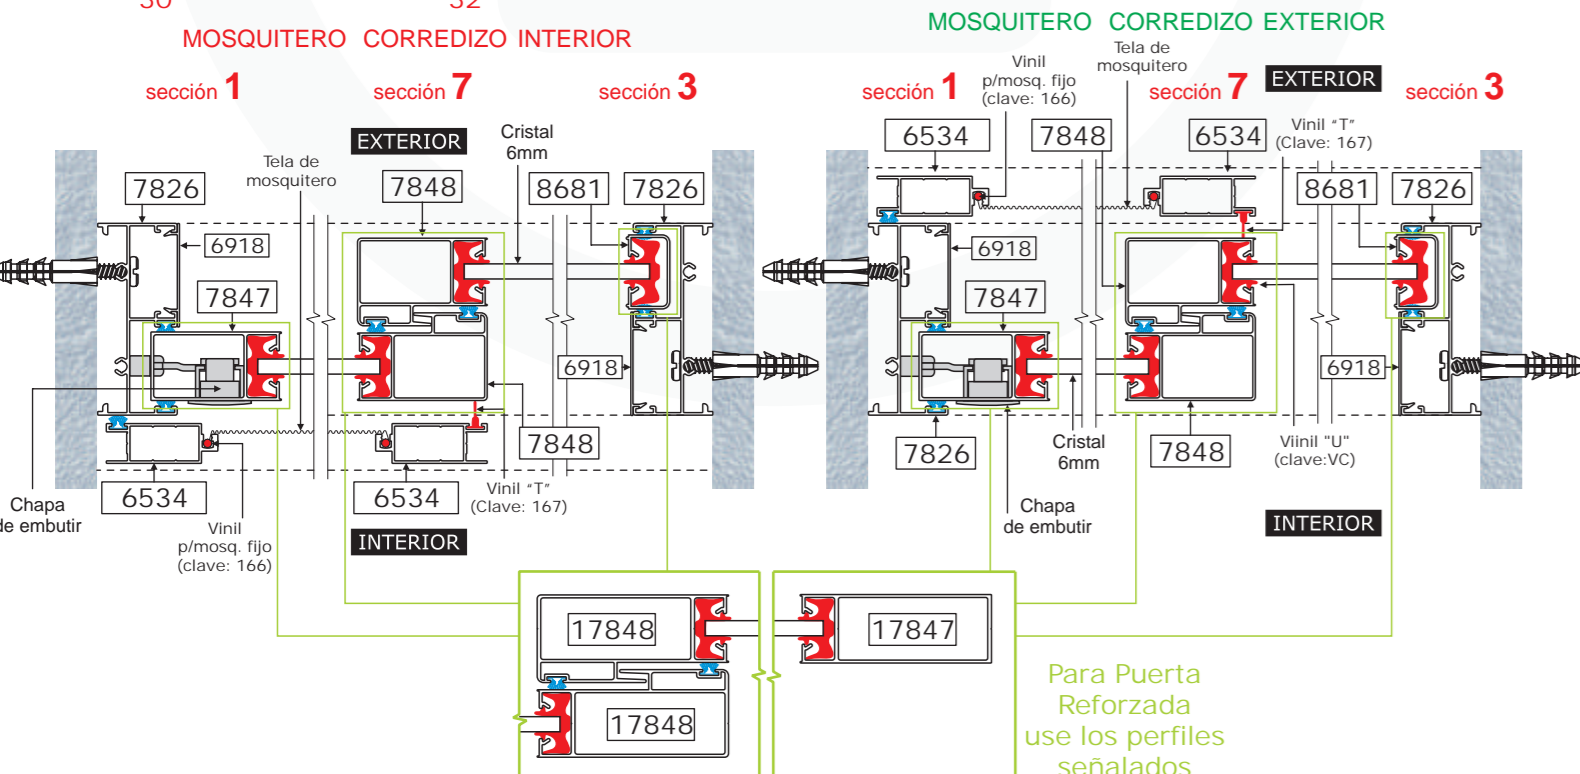 30
32
MOSQUITERO CORREDIZO INTERIOR
sección 1
sección 7
sección 3
EXTERIOR
Cristal
6mm
Tela de
mosquitero
7826
7848
8681
7826
6918
7847
6918
7848
6534
6534
Vinil "T"
(Clave: 167)
Chapa
de embutir
Vinil
p/mosq. fijo
(clave: 166)
INTERIOR
MOSQUITERO CORREDIZO EXTERIOR
Tela de
mosquitero
Vinil
p/mosq. fijo
(clave: 166)
sección 1
sección 7
EXTERIOR
sección 3
6534
7848
6534
Vinil "T"
(Clave: 167)
8681
7826
6918
7847
6918
7826
Cristal
6mm
7848
Viinil "U"
(clave:VC)
Chapa
de embutir
INTERIOR
17848
17847
17848
Para Puerta
Reforzada
use los perfiles
señalados